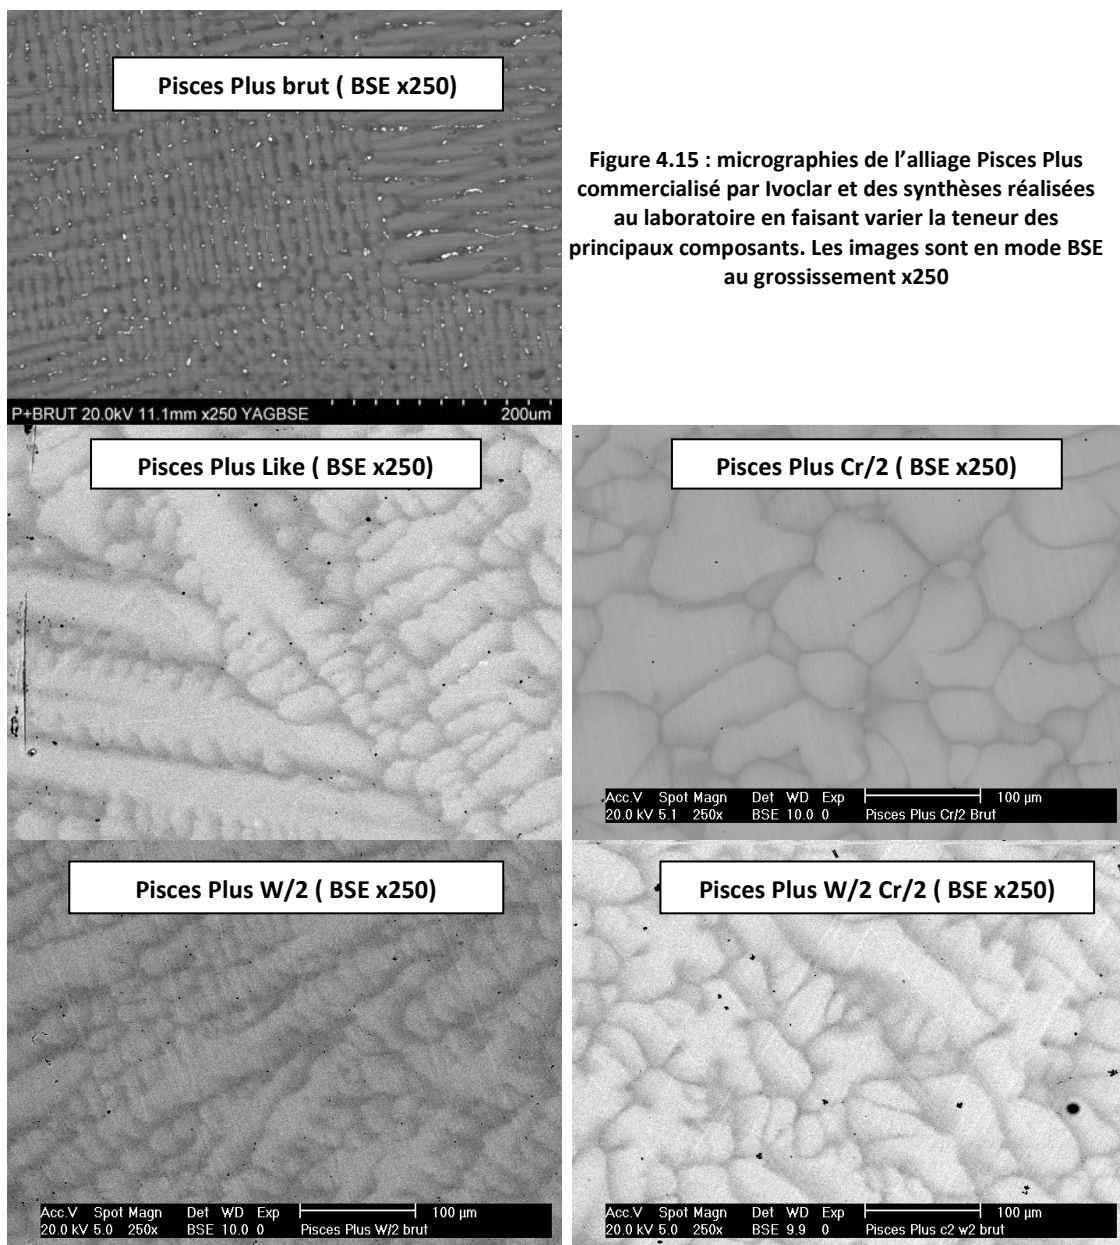 Pisces Plus brut ( BSE x250)
P+BRUT 20.0kV 11.1mm x250 YAGBSE 200um
Figure 4.15 : micrographies de l’alliage Pisces Plus
commercialisé par Ivoclar et des synthèses réalisées
au laboratoire en faisant varier la teneur des
principaux composants. Les images sont en mode BSE
au grossissement x250
Pisces Plus Like ( BSE x250)
Pisces Plus Cr/2 ( BSE x250)
Acc.V Spot Magn Det WD Exp 100 µm
20.0 kV 5.1 250x BSE 10.0 0 Pisces Plus Cr/2 Brut
Pisces Plus W/2 ( BSE x250)
Acc.V Spot Magn Det WD Exp 100 µm
20.0 kV 5.0 250x BSE 10.0 0 Pisces Plus W/2 brut
Pisces Plus W/2 Cr/2 ( BSE x250)
Acc.V Spot Magn Det WD Exp 100 µm
20.0 kV 5.0 250x BSE 9.9 0 Pisces Plus c2 w2 brut